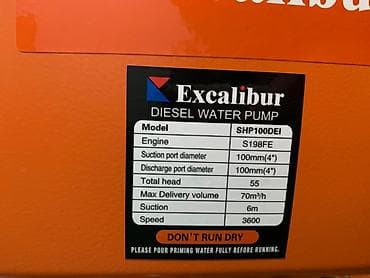 Excalibur
DIESEL WATER PUMP
Model SHP100DEI
Engine S198FE
Suction port diameter 100mm(4")
Discharge port diameter 100mm(4")
Total head 55
Max Delivery volume 70m³/h
Suction 6m
Speed 3600
DON'T RUN DRY
PLEASE POUR PRIMING WATER FULLY BEFORE RUNNING.